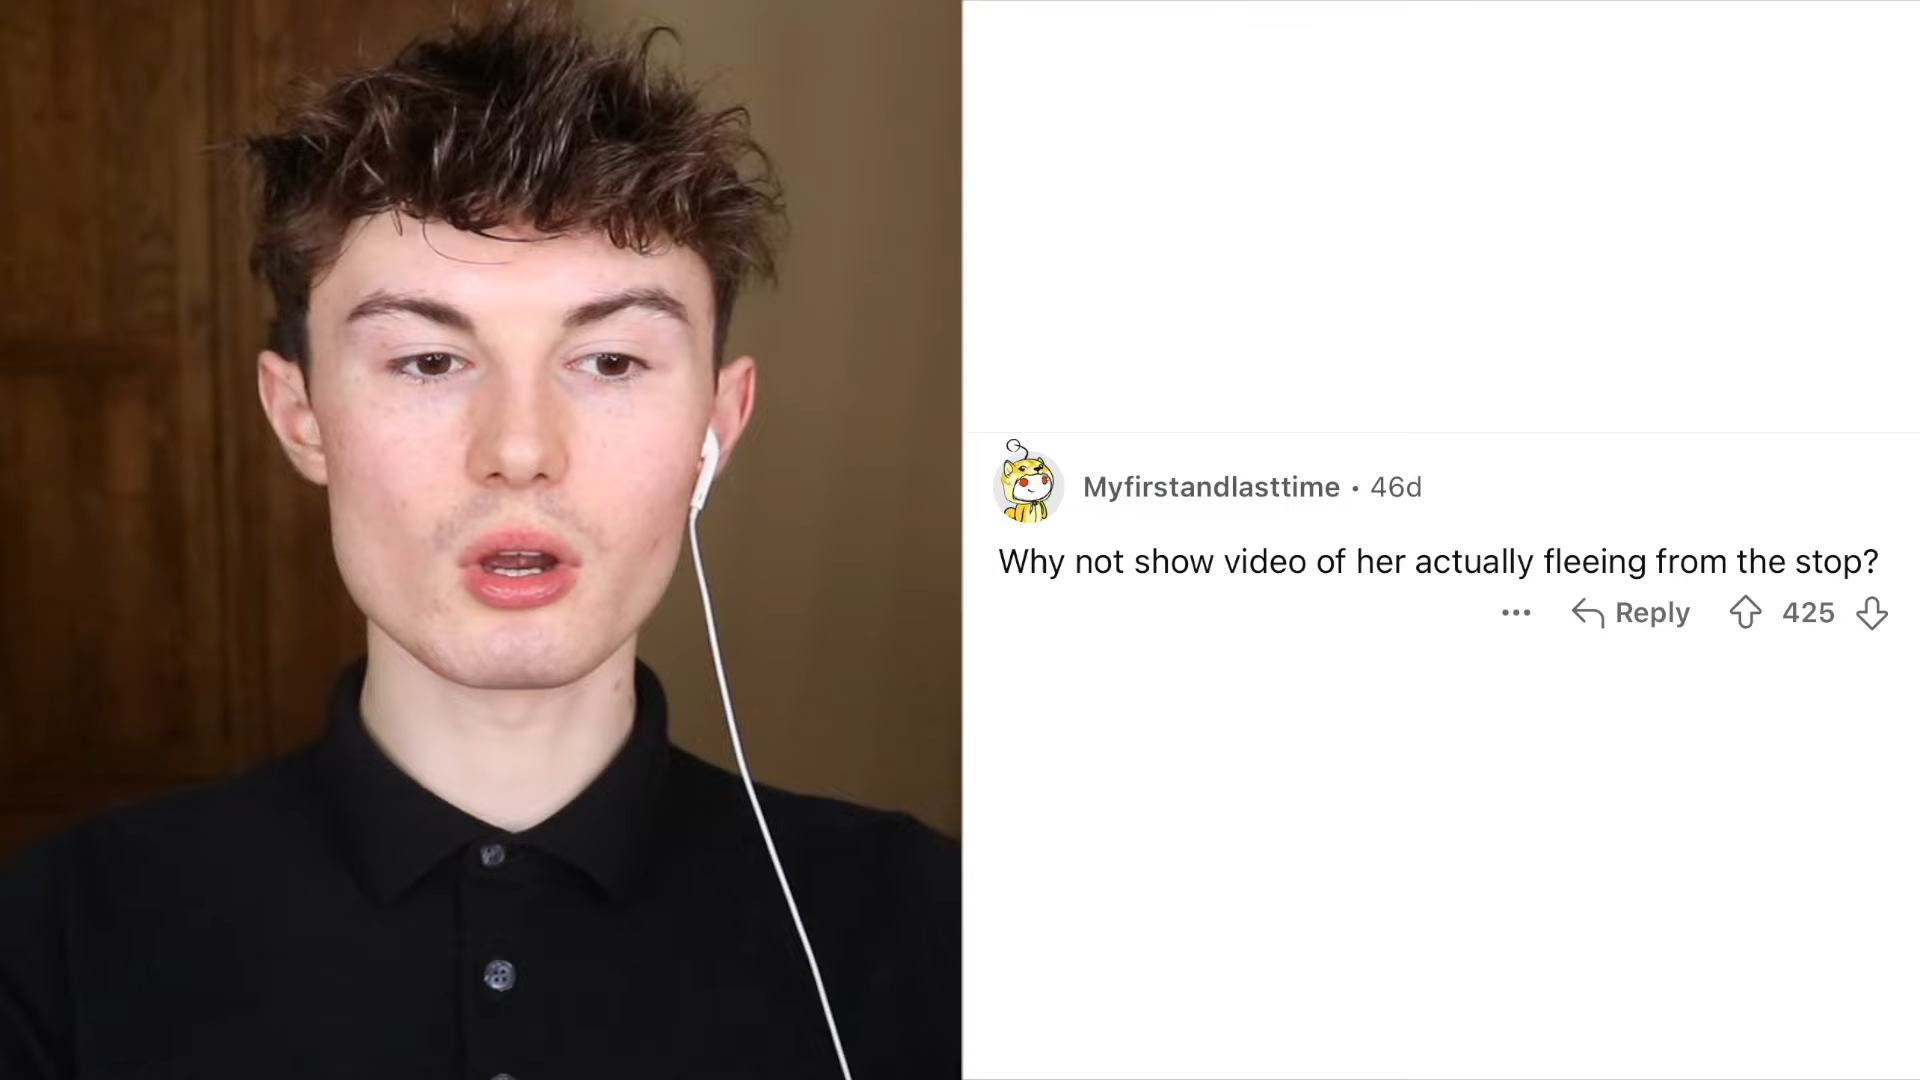 Myfirstandlasttime • 46d
Why not show video of her actually fleeing from the stop?
... Reply 425